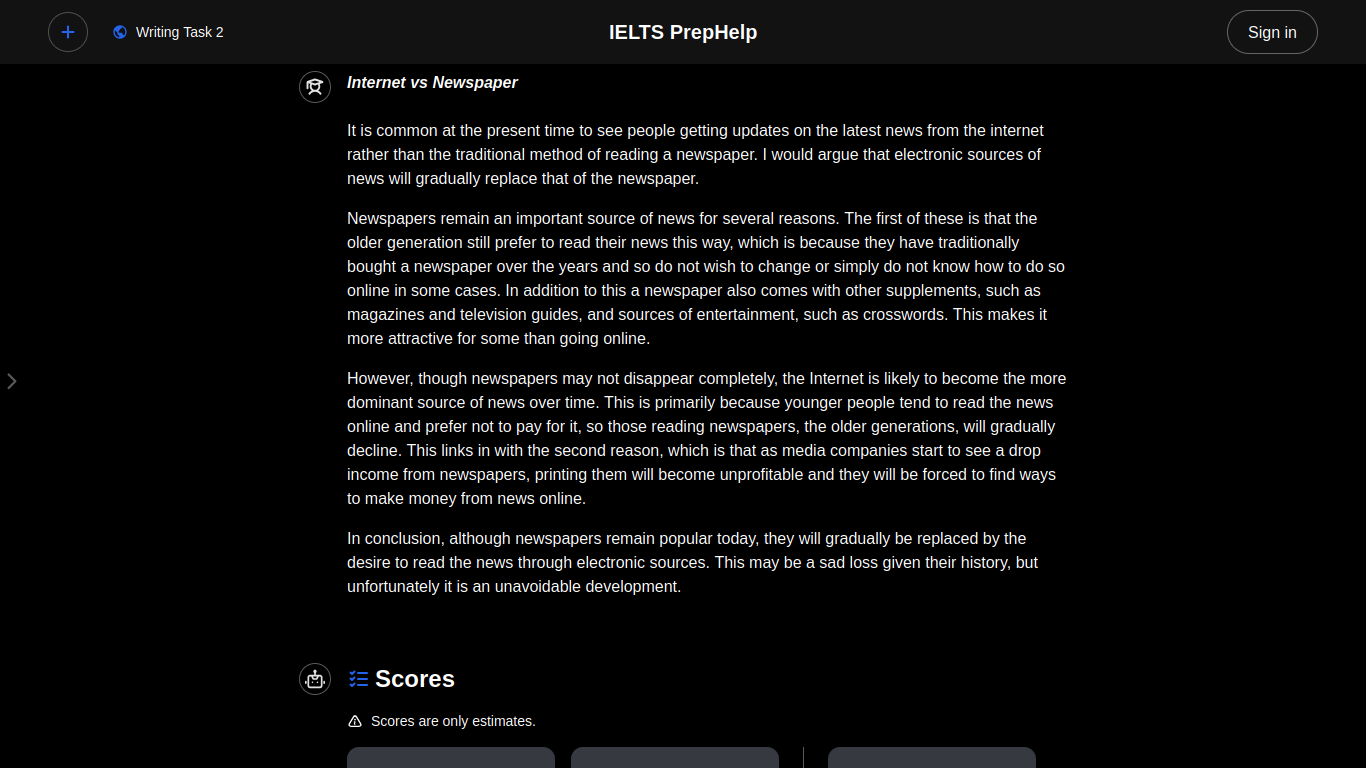 Writing Task 2
IELTS PrepHelp
Sign in
Internet vs Newspaper
It is common at the present time to see people getting updates on the latest news from the internet
rather than the traditional method of reading a newspaper. I would argue that electronic sources of
news will gradually replace that of the newspaper.
Newspapers remain an important source of news for several reasons. The first of these is that the
older generation still prefer to read their news this way, which is because they have traditionally
bought a newspaper over the years and so do not wish to change or simply do not know how to do so
online in some cases. In addition to this a newspaper also comes with other supplements, such as
magazines and television guides, and sources of entertainment, such as crosswords. This makes it
more attractive for some than going online.
However, though newspapers may not disappear completely, the Internet is likely to become the more
dominant source of news over time. This is primarily because younger people tend to read the news
online and prefer not to pay for it, so those reading newspapers, the older generations, will gradually
decline. This links in with the second reason, which is that as media companies start to see a drop
income from newspapers, printing them will become unprofitable and they will be forced to find ways
to make money from news online.
In conclusion, although newspapers remain popular today, they will gradually be replaced by the
desire to read the news through electronic sources. This may be a sad loss given their history, but
unfortunately it is an unavoidable development.
Scores
Scores are only estimates.